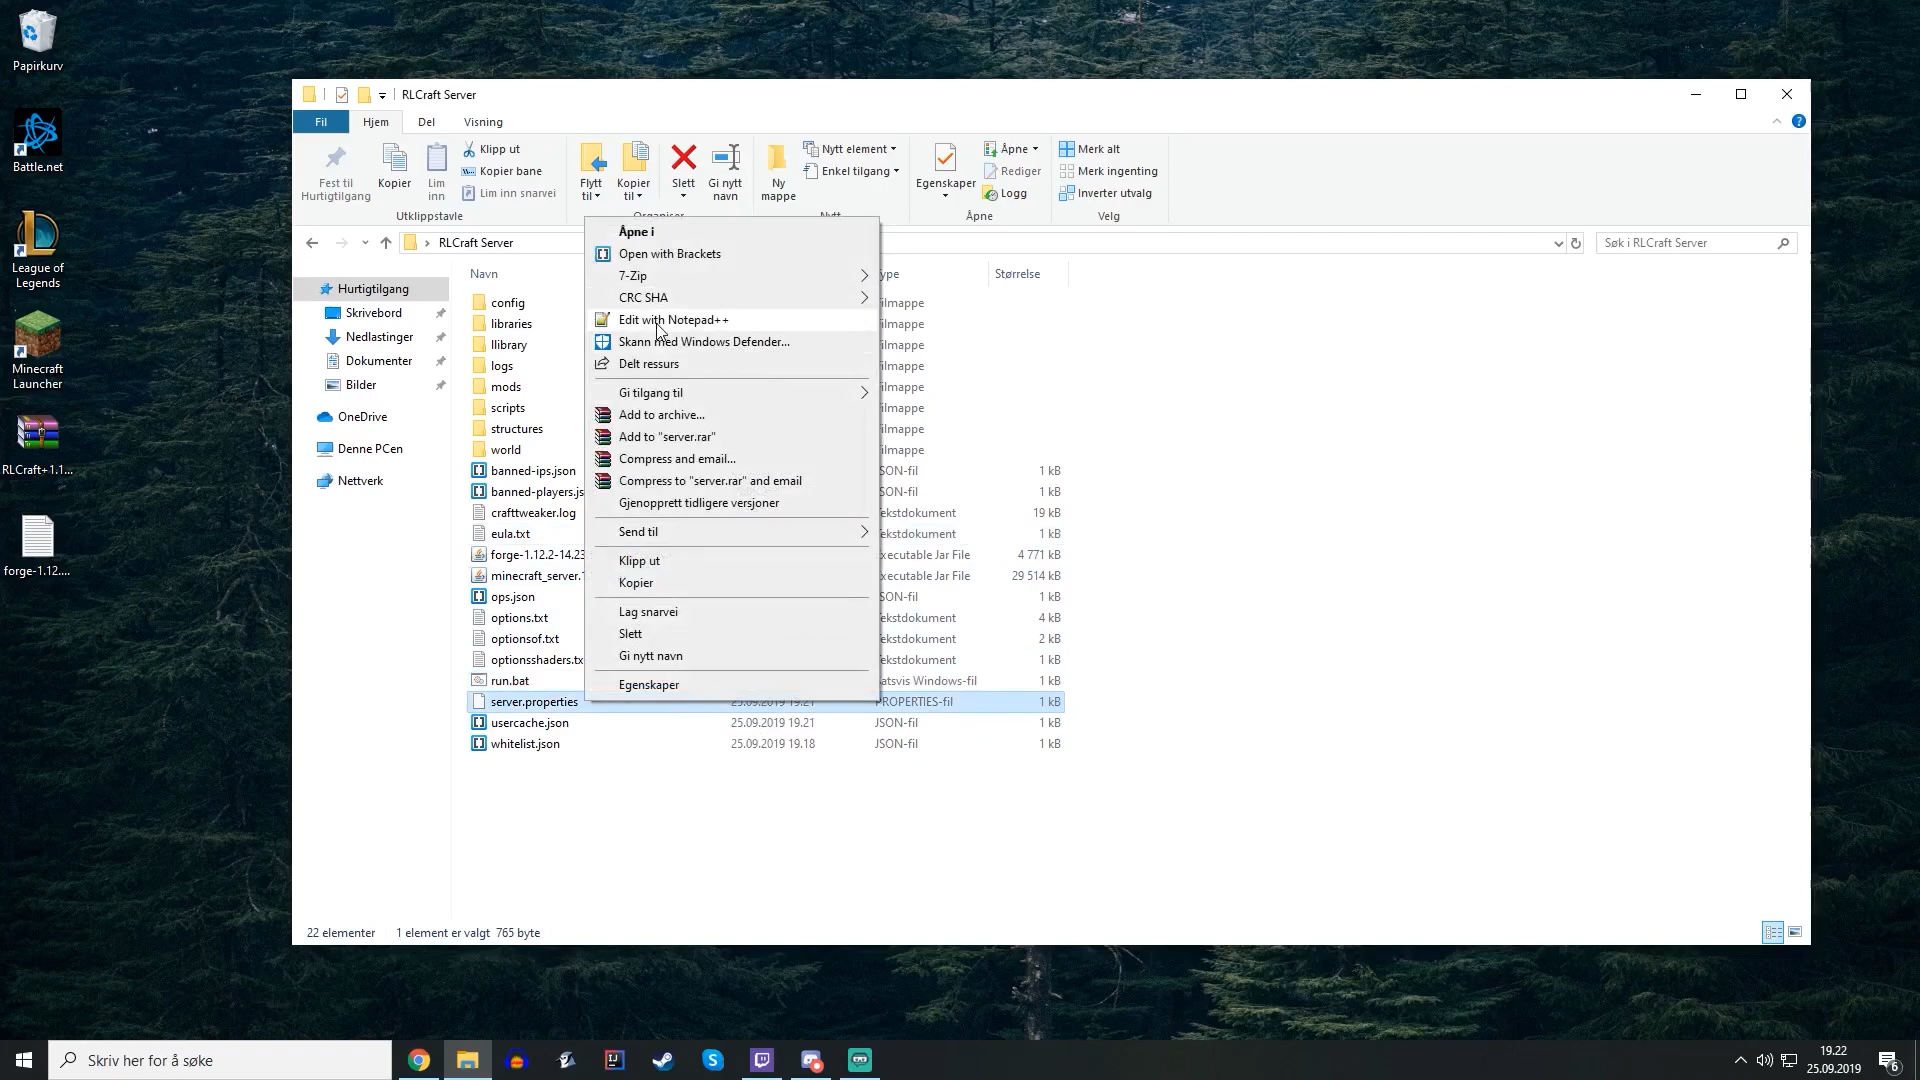 Papirkurv
Battle.net
League of
Legends
Minecraft
Launcher
RLCraft+1.1...
forge-1.12....
RLCraft Server
Fil
Hjem
Del
Visning
Fest til
Hurtigtilgang
Kopier
Lim
inn
Klipp ut
Kopier bane
Lim inn snarvei
Utklippstavle
Flytt
til
Kopier
til
Slett
Gi nytt
navn
Organiser
Ny
mappe
Nytt element
Enkel tilgang
Nytt
Egenskaper
Åpne
Rediger
Logg
Åpne
Merk alt
Merk ingenting
Inverter utvalg
Velg
RLCraft Server
Søk i RLCraft Server
Hurtigtilgang
Skrivebord
Nedlastinger
Dokumenter
Bilder
OneDrive
Denne PCen
Nettverk
Navn
ype
Størrelse
config
ilmappe
libraries
ilmappe
llibrary
ilmappe
logs
ilmappe
mods
ilmappe
scripts
ilmappe
structures
ilmappe
world
ilmappe
banned-ips.json
SON-fil
1 kB
banned-players.js
SON-fil
1 kB
crafttweaker.log
ekstdokument
19 kB
eula.txt
ekstdokument
1 kB
forge-1.12.2-14.23
xecutable Jar File
4 771 kB
minecraft_server.1
xecutable Jar File
29 514 kB
ops.json
SON-fil
1 kB
options.txt
ekstdokument
4 kB
optionsof.txt
ekstdokument
2 kB
optionsshaders.tx
ekstdokument
1 kB
run.bat
atsvis Windows-fil
1 kB
server.properties
25.09.2019 19.21
PROPERTIES-fil
1 kB
usercache.json
25.09.2019 19.21
JSON-fil
1 kB
whitelist.json
25.09.2019 19.18
JSON-fil
1 kB
Åpne i
Open with Brackets
7-Zip
CRC SHA
Edit with Notepad++
Skann med Windows Defender...
Delt ressurs
Gi tilgang til
Add to archive...
Add to "server.rar"
Compress and email...
Compress to "server.rar" and email
Gjenopprett tidligere versjoner
Send til
Klipp ut
Kopier
Lag snarvei
Slett
Gi nytt navn
Egenskaper
22 elementer
1 element er valgt 765 byte
Skriv her for å søke
19.22
25.09.2019
6